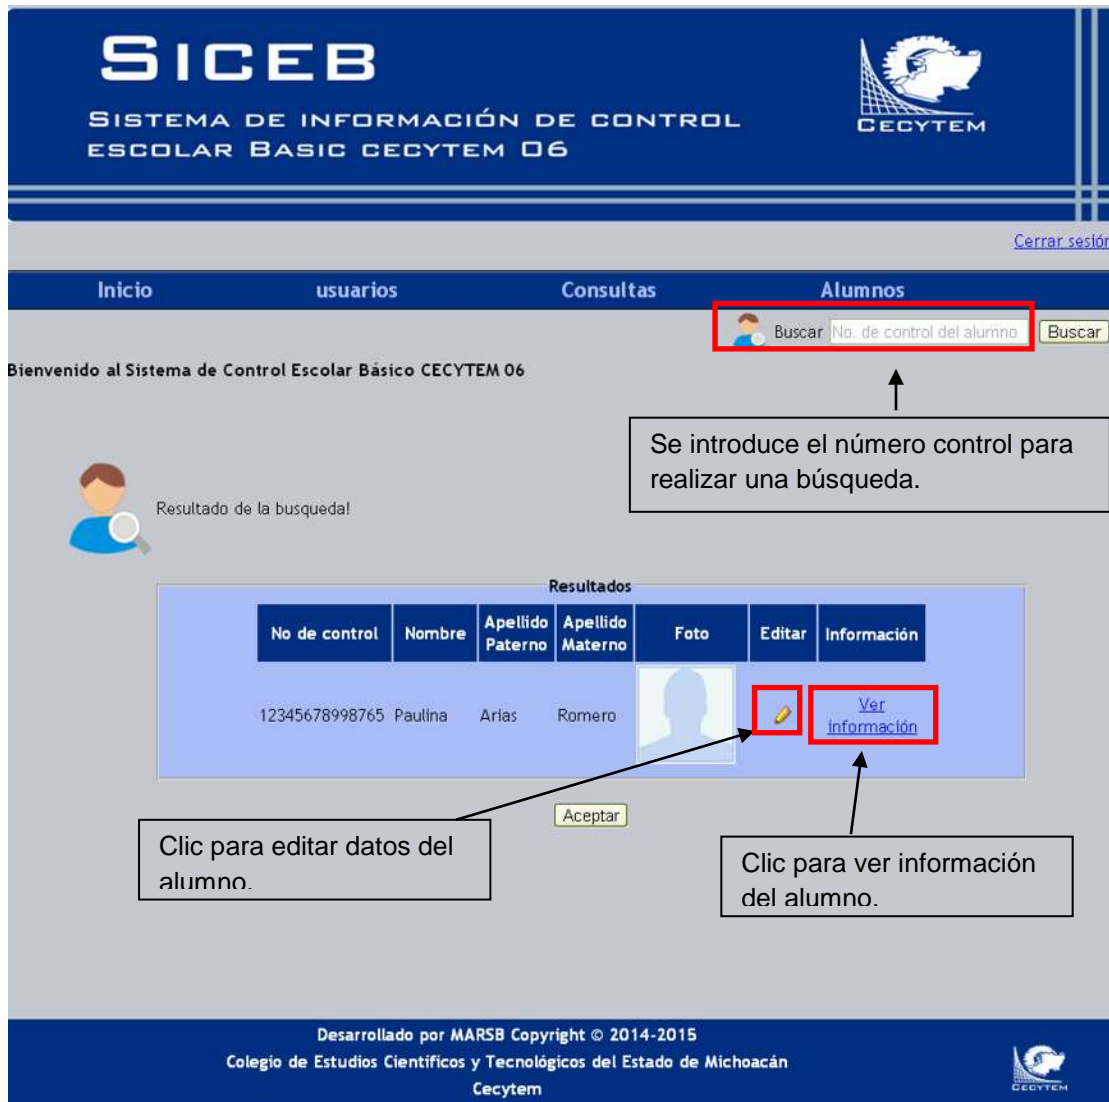 SICEB
SISTEMA DE INFORMACIÓN DE CONTROL
ESCOLAR BASIC CECYTEM 06
CECYTEM
Cerrar sesión
Inicio usuarios Consultas Alumnos
Buscar No. de control del alumno Buscar
Bienvenido al Sistema de Control Escolar Básico CECYTEM 06
Se introduce el número control para
realizar una búsqueda.
Resultado de la busqueda!
Resultados
No de control Nombre Apellido Paterno Apellido Materno Foto Editar Información
12345678998765 Paulina Arias Romero Ver información
Aceptar
Clic para editar datos del
alumno.
Clic para ver información
del alumno.
Desarrollado por MARSB Copyright © 2014-2015
Colegio de Estudios Científicos y Tecnológicos del Estado de Michoacán
Cecytem
CECYTEM